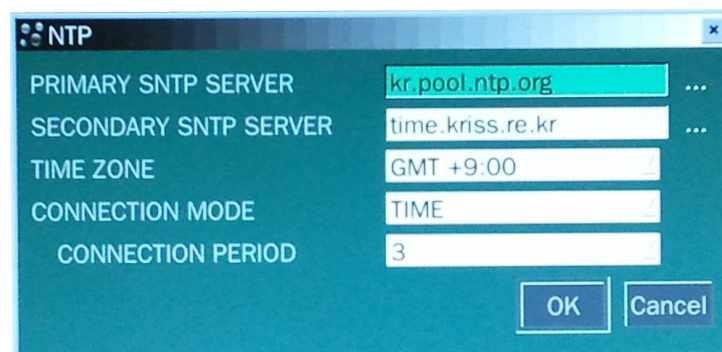 NTP
PRIMARY SNTP SERVER kr.pool.ntp.org ...
SECONDARY SNTP SERVER time.kriss.re.kr ...
TIME ZONE GMT +9:00
CONNECTION MODE TIME
CONNECTION PERIOD 3
OK Cancel